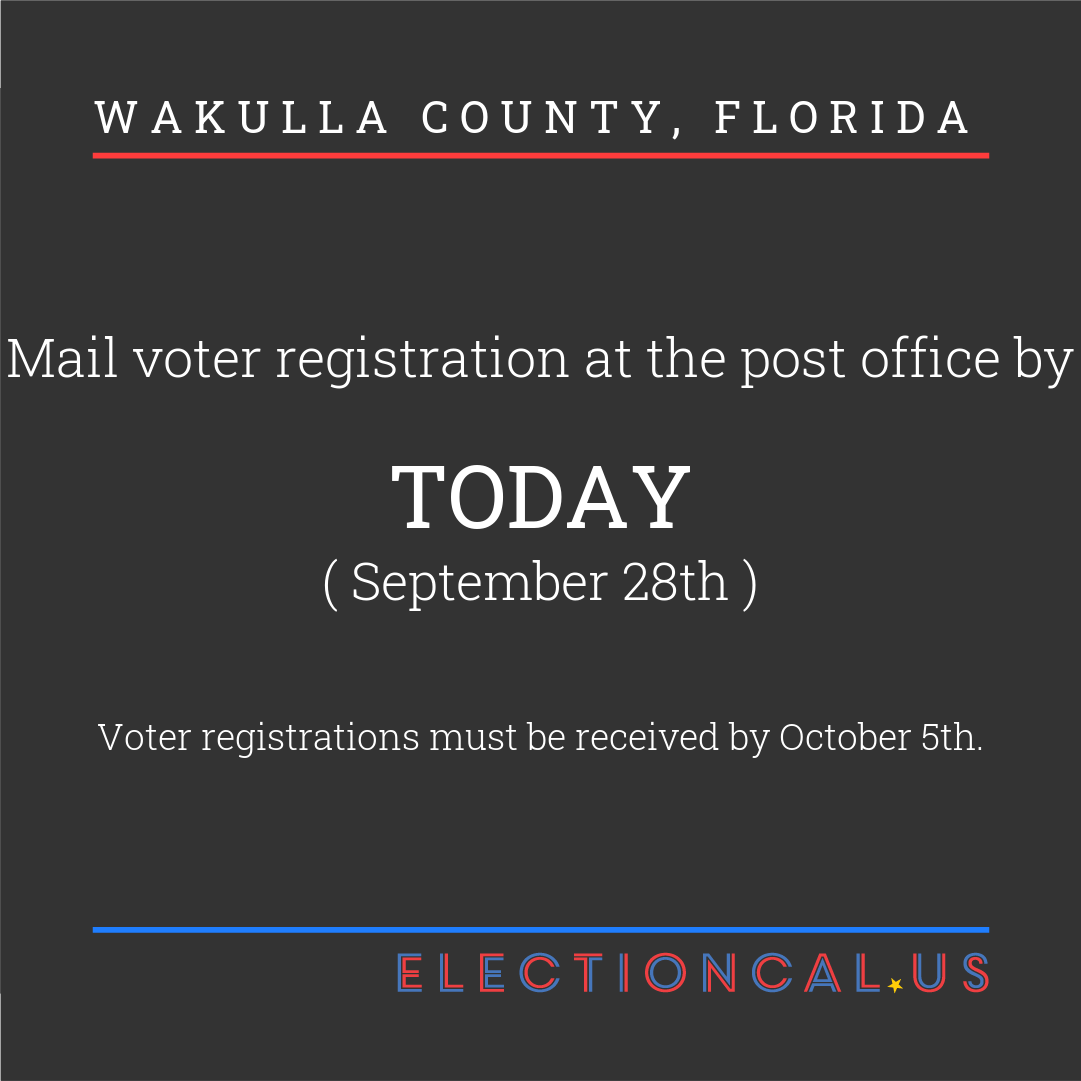 WAKULLA COUNTY, FLORIDA
Mail voter registration at the post office by
TODAY
( September 28th )
Voter registrations must be received by October 5th.
ELECTIONCAL.US